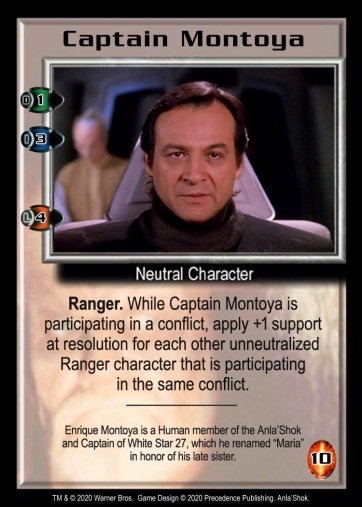 Captain Montoya
D 1
I 3
L 4
Neutral Character
Ranger. While Captain Montoya is
participating in a conflict, apply +1 support
at resolution for each other unneutralized
Ranger character that is participating
in the same conflict.
Enrique Montoya is a Human member of the Anla'Shok
and Captain of White Star 27, which he renamed “Maria”
in honor of his late sister.
10
TM & © 2020 Warner Bros. Game Design © 2020 Precedence Publishing. Anla'Shok.